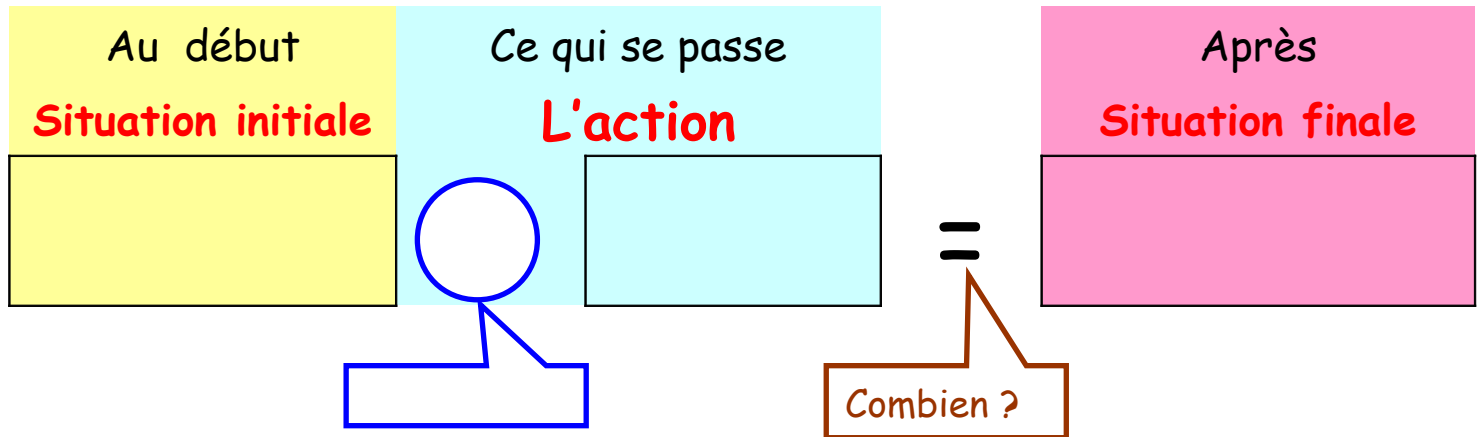 Au début
Situation initiale
Ce qui se passe
L'action
=
Après
Situation finale
Combien ?